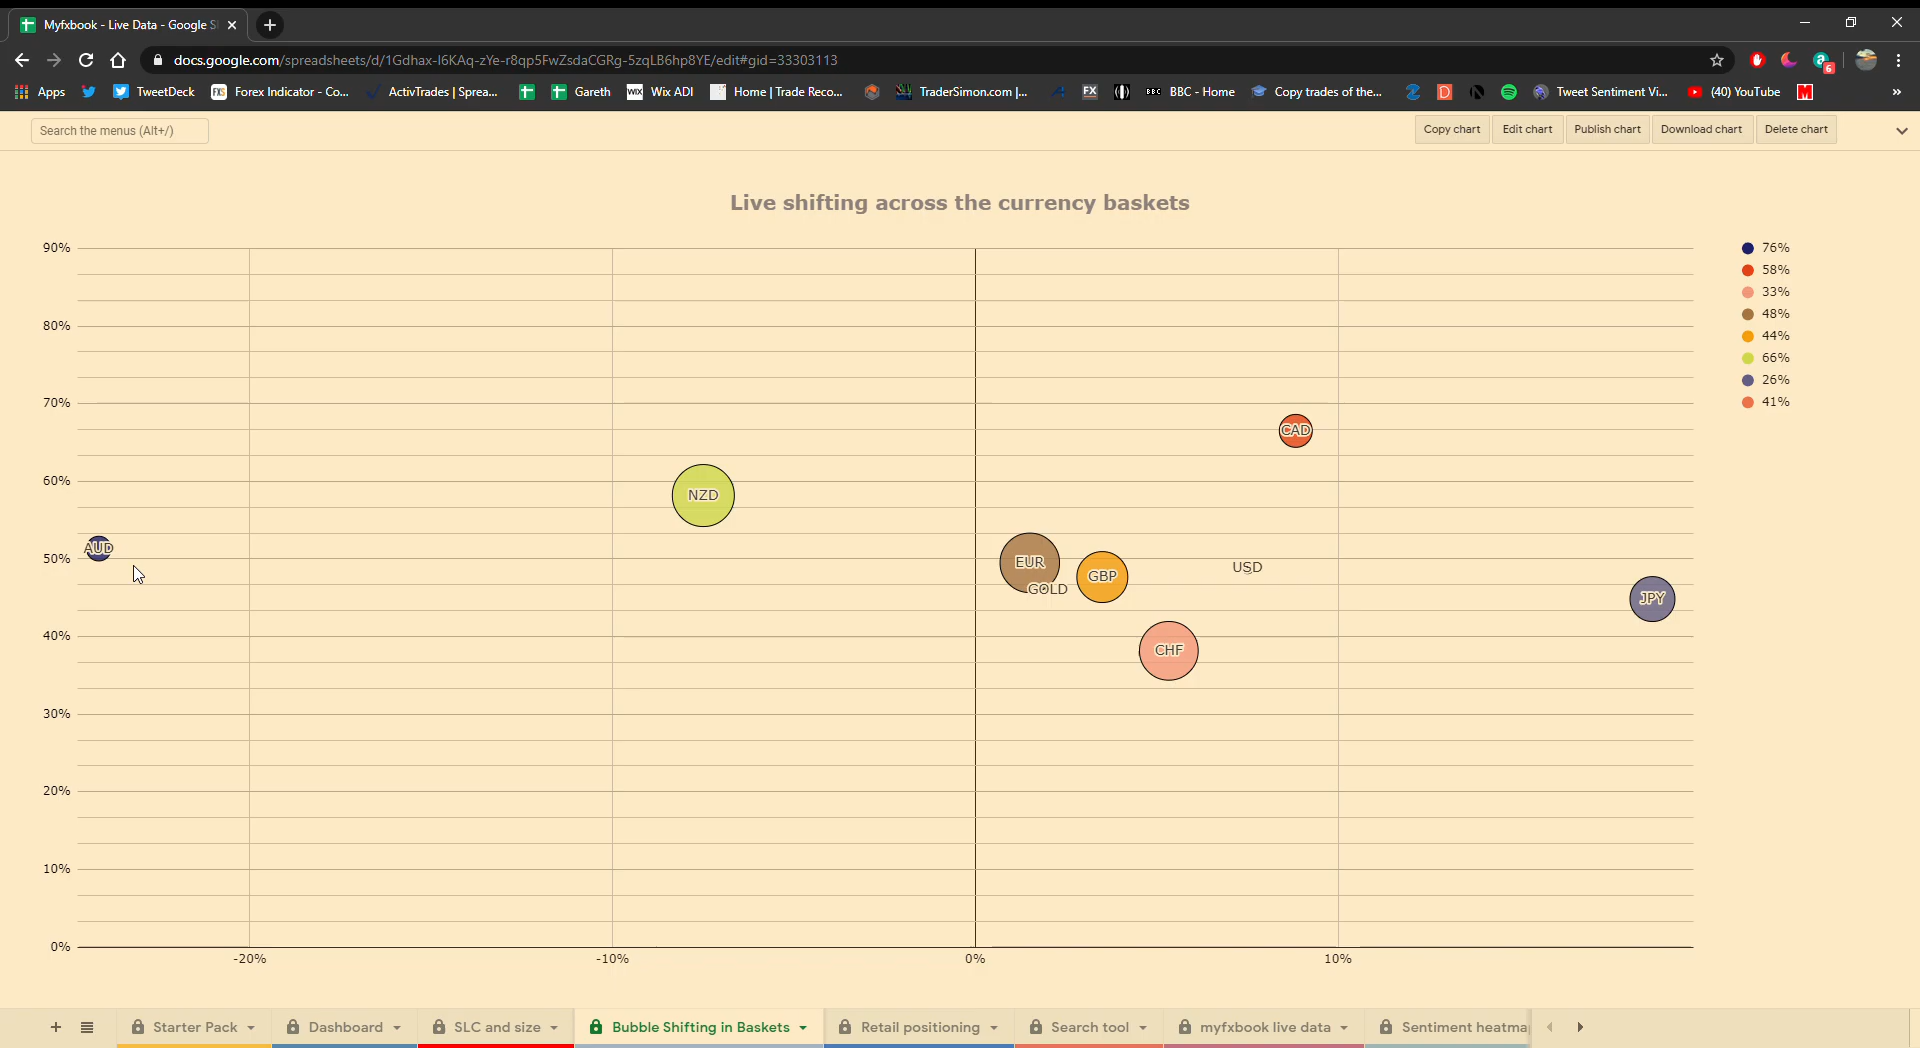 Myfxbook - Live Data - Google S
docs.google.com/spreadsheets/d/1Gdhax-I6KAq-zYe-r8qp5FwZsdaCGRg-5zqLB6hp8YE/edit#gid=33303113
6
Apps TweetDeck FXS Forex Indicator - Co... ActivTrades | Sprea... Gareth WIX Wix ADI Home | Trade Reco... TraderSimon.com |... FX BBC BBC - Home Copy trades of the... Tweet Sentiment Vi... (40) YouTube »
Search the menus (Alt+/) Copy chart Edit chart Publish chart Download chart Delete chart
Live shifting across the currency baskets
90%
80%
70%
60%
50%
40%
30%
20%
10%
0%
-20% -10% 0% 10%
76%
58%
33%
48%
44%
66%
26%
41%
CAD
NZD
AUD
EUR
USD
GBP
GOLD
JPY
CHF
Starter Pack Dashboard SLC and size Bubble Shifting in Baskets Retail positioning Search tool myfxbook live data Sentiment heatma